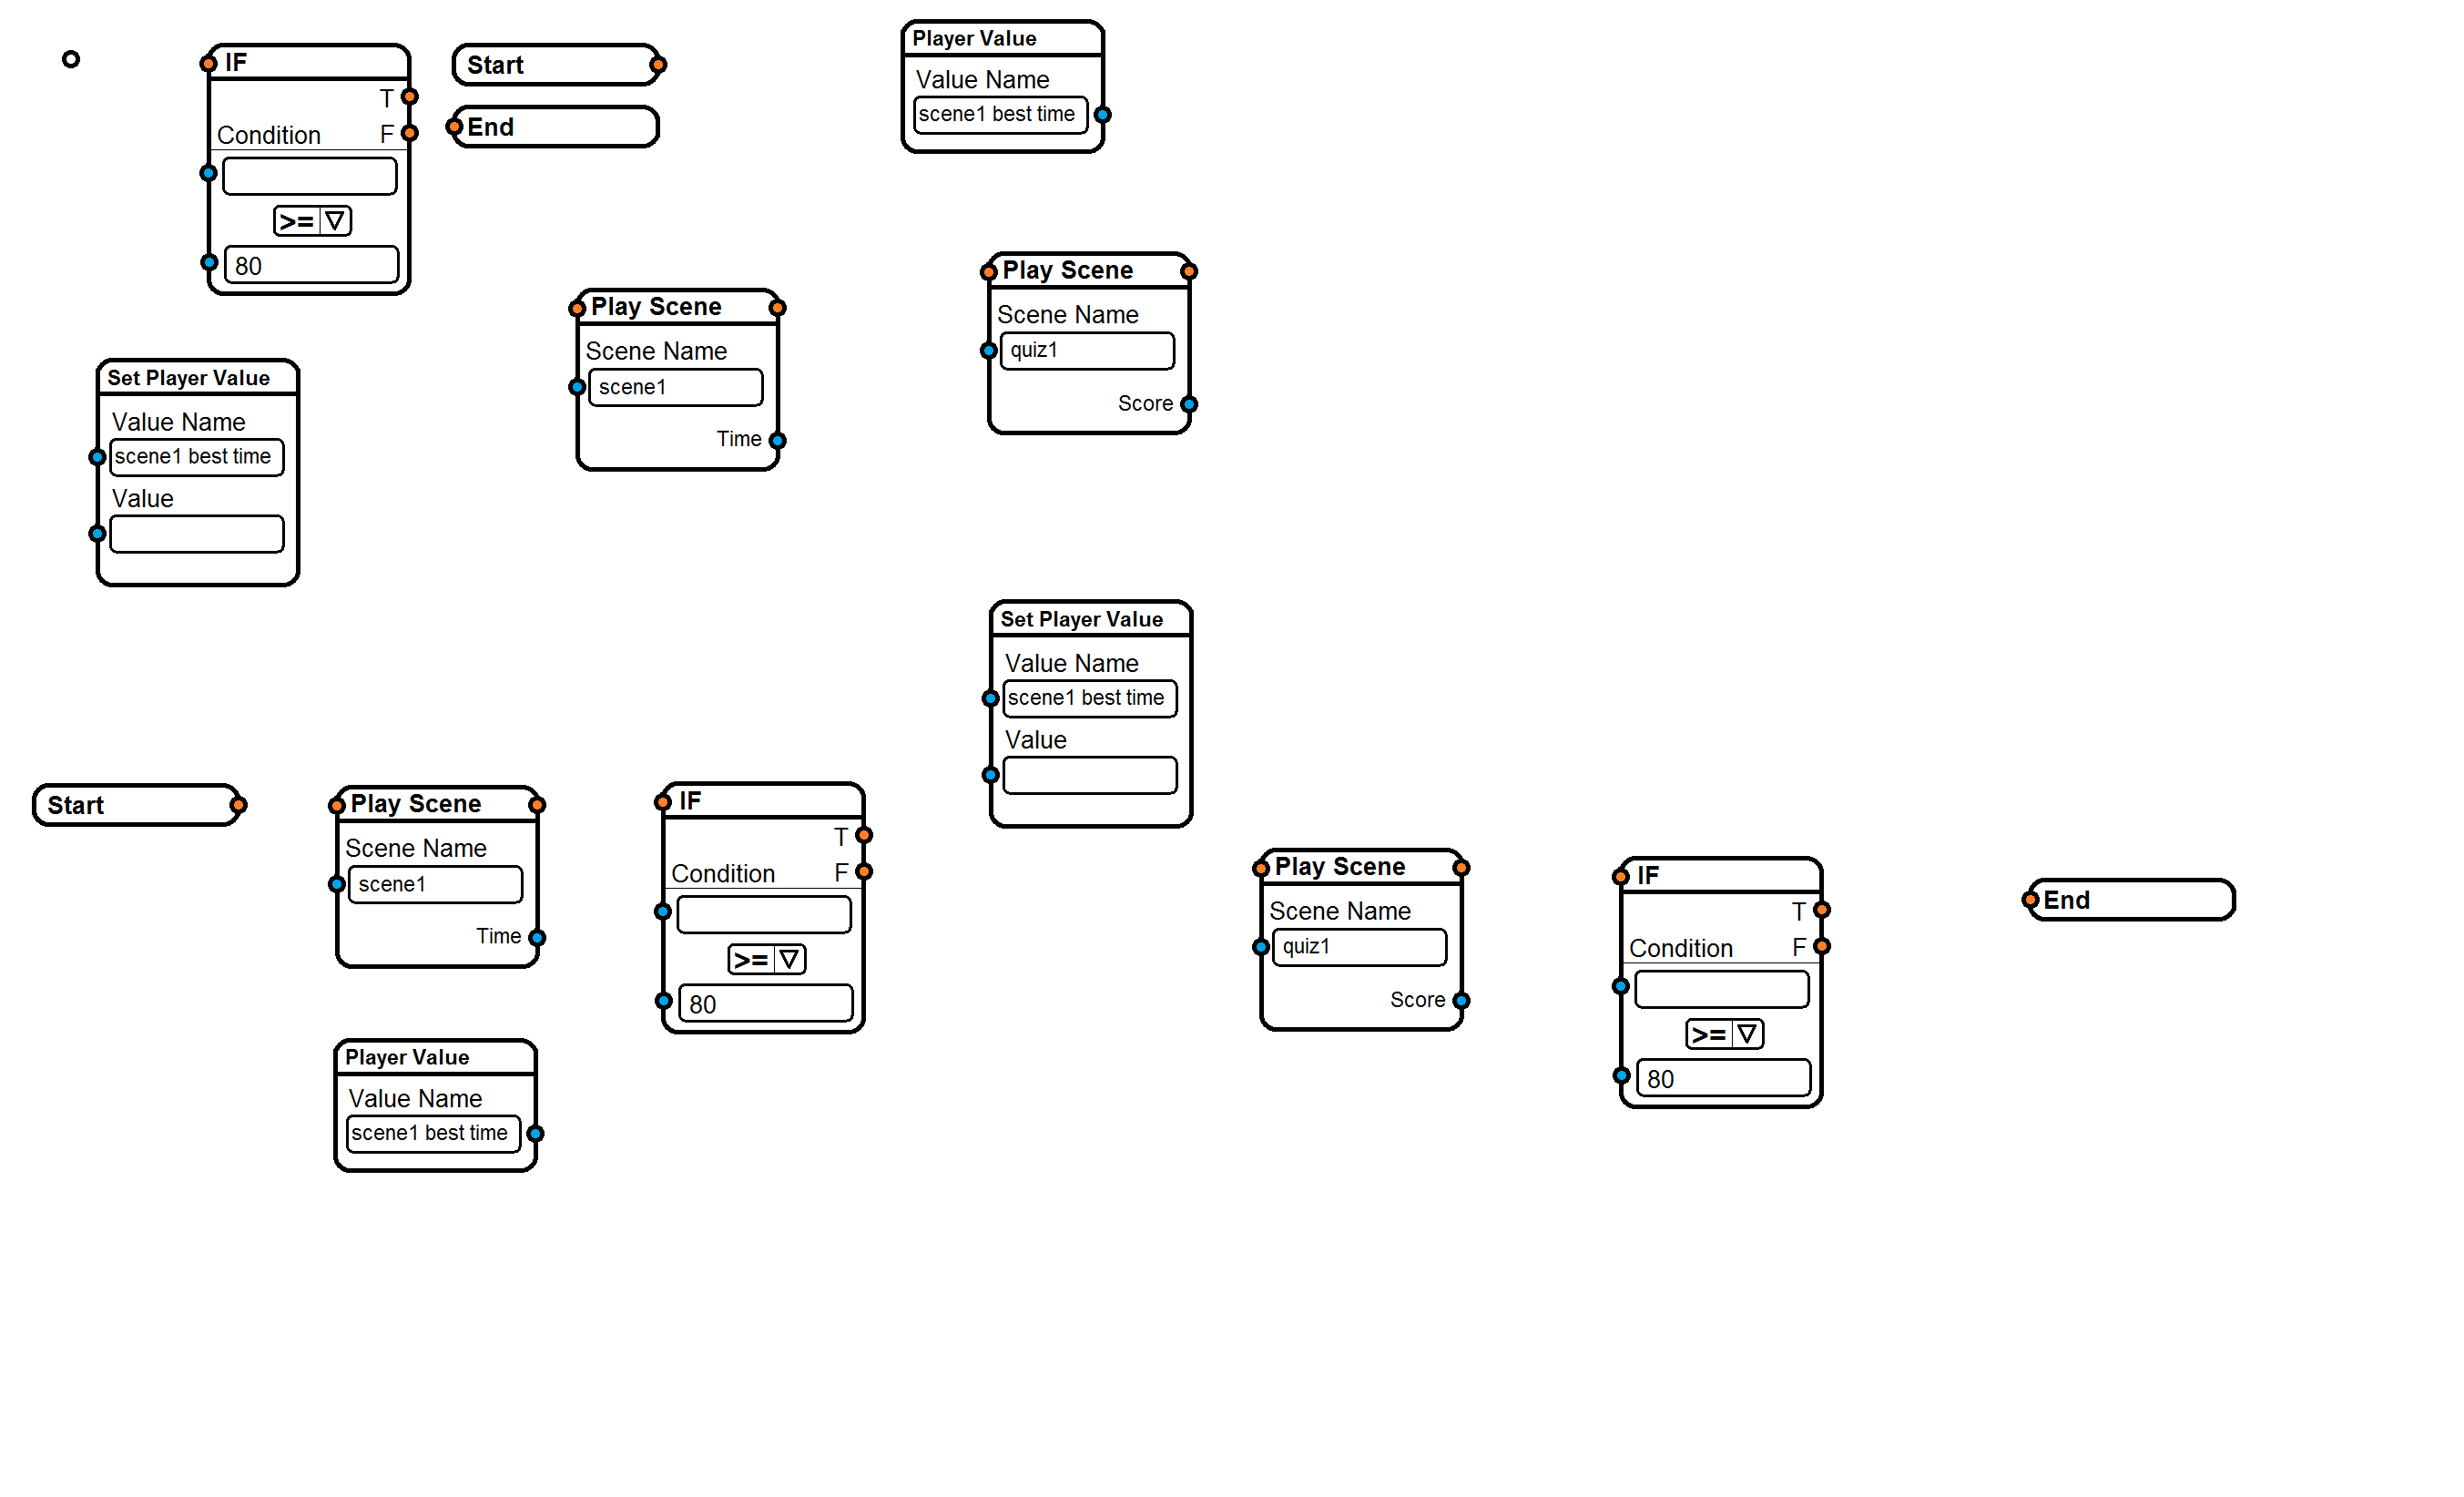 IF
T
Condition F
>=
80
Start
End
Player Value
Value Name
scene1 best time
Play Scene
Scene Name
scene1
Time
Play Scene
Scene Name
quiz1
Score
Set Player Value
Value Name
scene1 best time
Value
Set Player Value
Value Name
scene1 best time
Value
Start
Play Scene
Scene Name
scene1
Time
IF
T
Condition F
>=
80
Player Value
Value Name
scene1 best time
Play Scene
Scene Name
quiz1
Score
IF
T
Condition F
>=
80
End